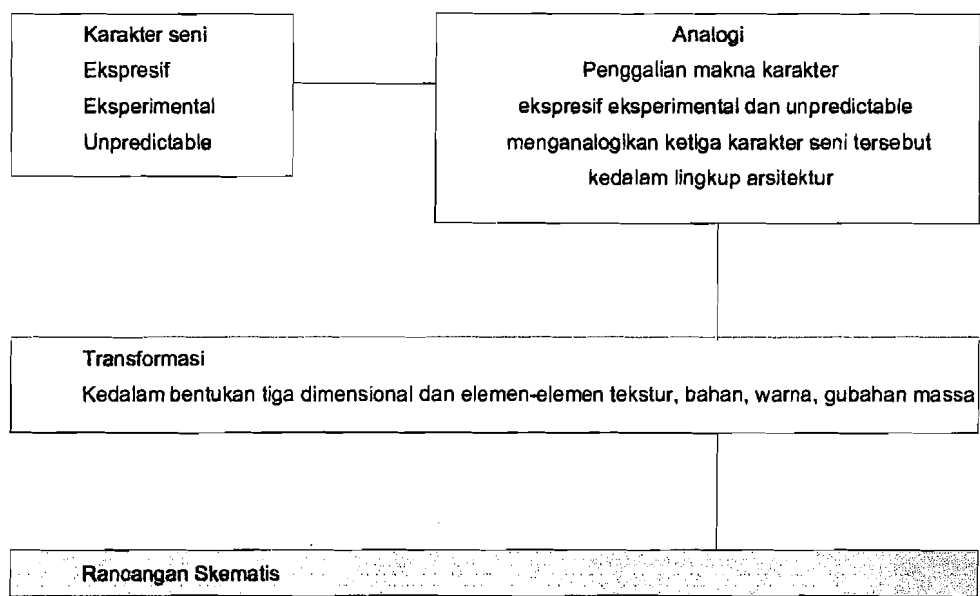 Karakter seni
Ekspresif
Eksperimental
Unpredictable
Analogi
Penggalian makna karakter
ekspresif eksperimental dan unpredictable
menganalogikan ketiga karakter seni tersebut
kedalam lingkup arsitektur
Transformasi
Kedalam bentukan tiga dimensional dan elemen-elemen tekstur, bahan, warna, gubahan massa
Rancangan Skematis